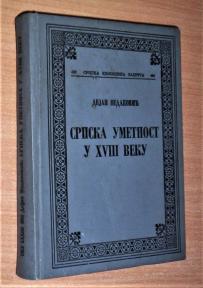 СРПСКА КЊИЖЕВНА ЗАДРУГА
ДЕЈАН МЕДАКОВИЋ
СРПСКА УМЕТНОСТ
У XVIII ВЕКУ